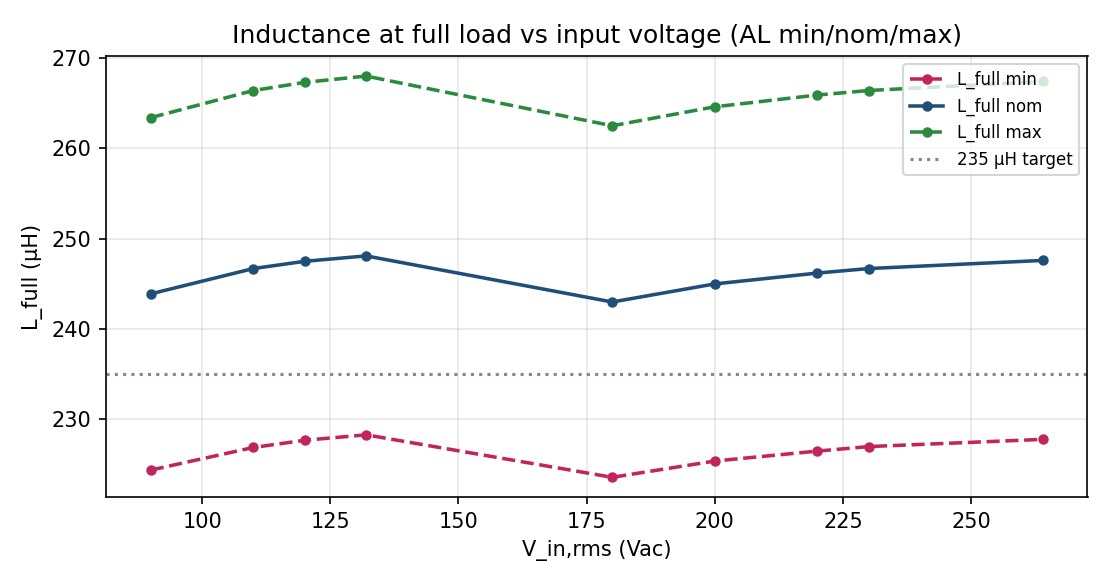 Inductance at full load vs input voltage (AL min/nom/max)
270
260
250
240
230
L_full (µH)
L_full min
L_full nom
L_full max
235 µH target
100
125
150
175
200
225
250
V_in,rms (Vac)